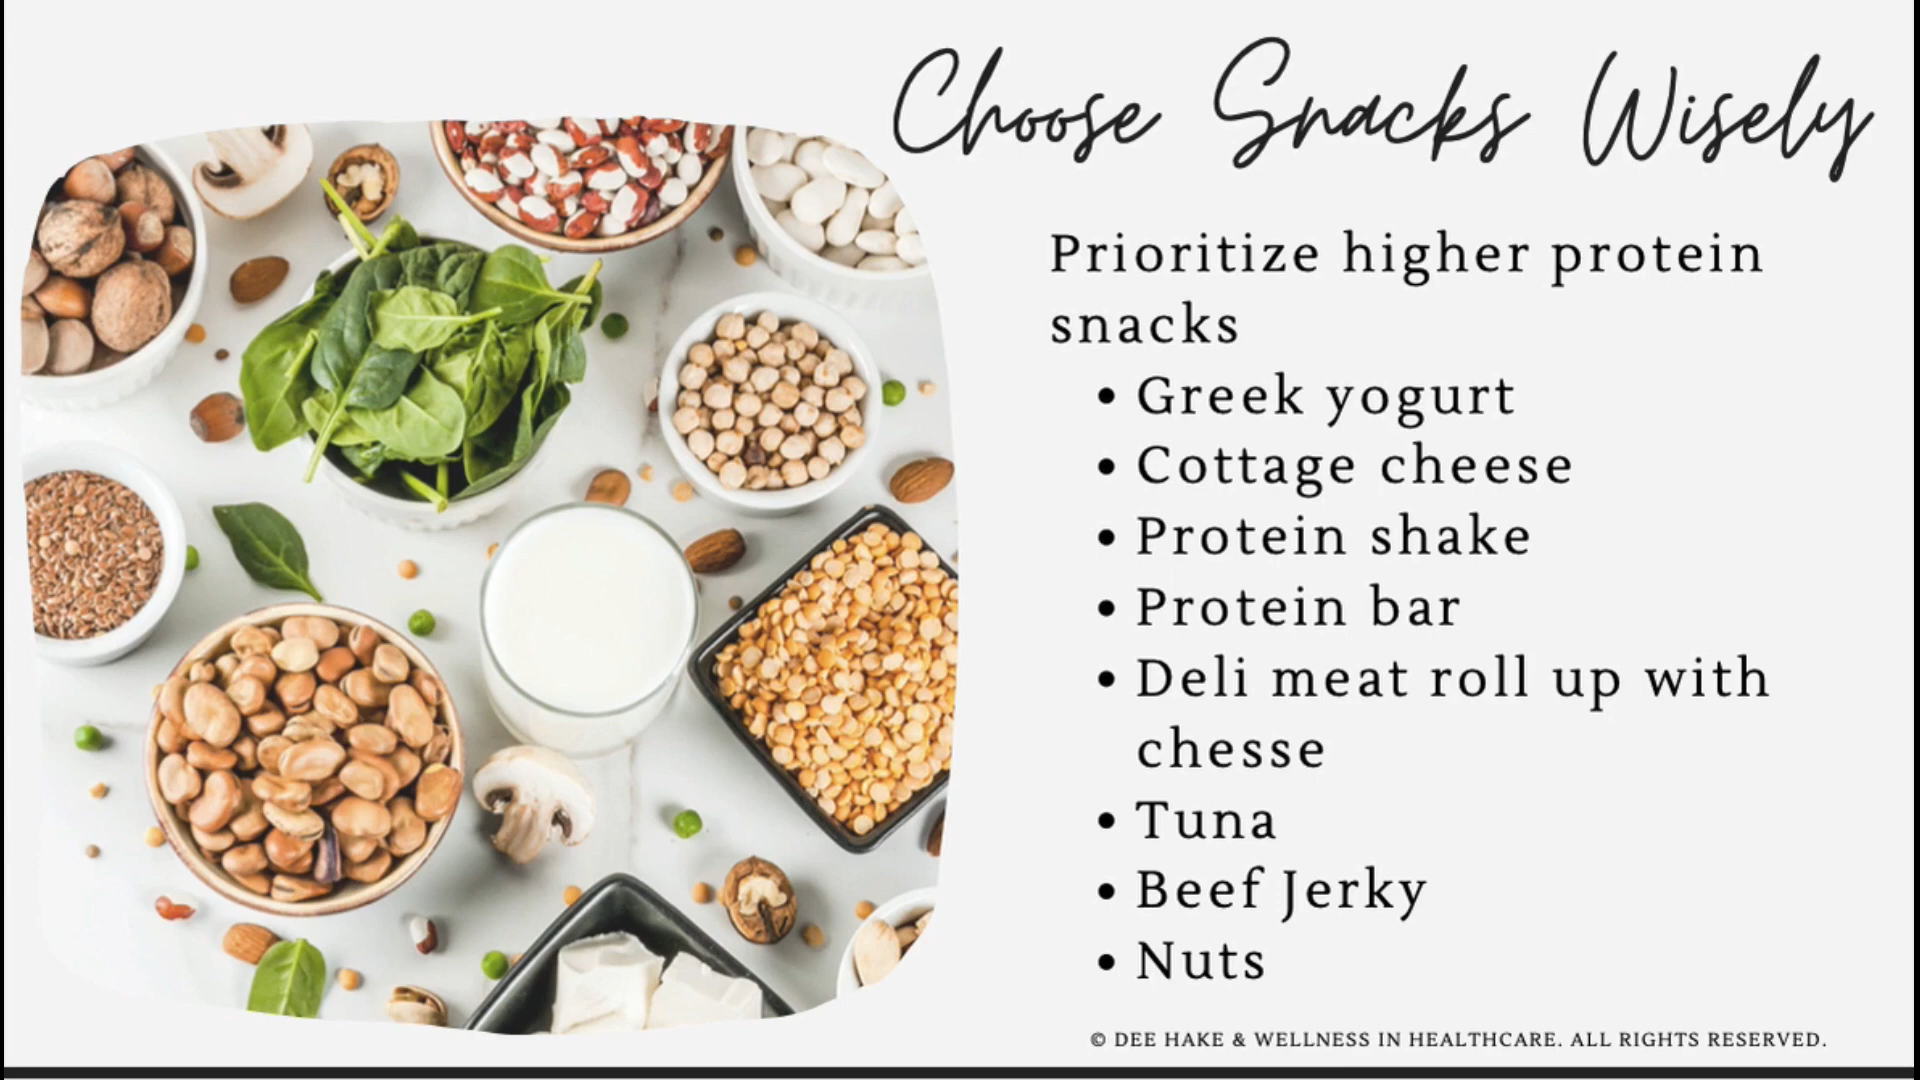 Choose Snacks Wisely
Prioritize higher protein
snacks
• Greek yogurt
• Cottage cheese
• Protein shake
• Protein bar
• Deli meat roll up with
chesse
• Tuna
• Beef Jerky
• Nuts
© DEE HAKE & WELLNESS IN HEALTHCARE. ALL RIGHTS RESERVED.